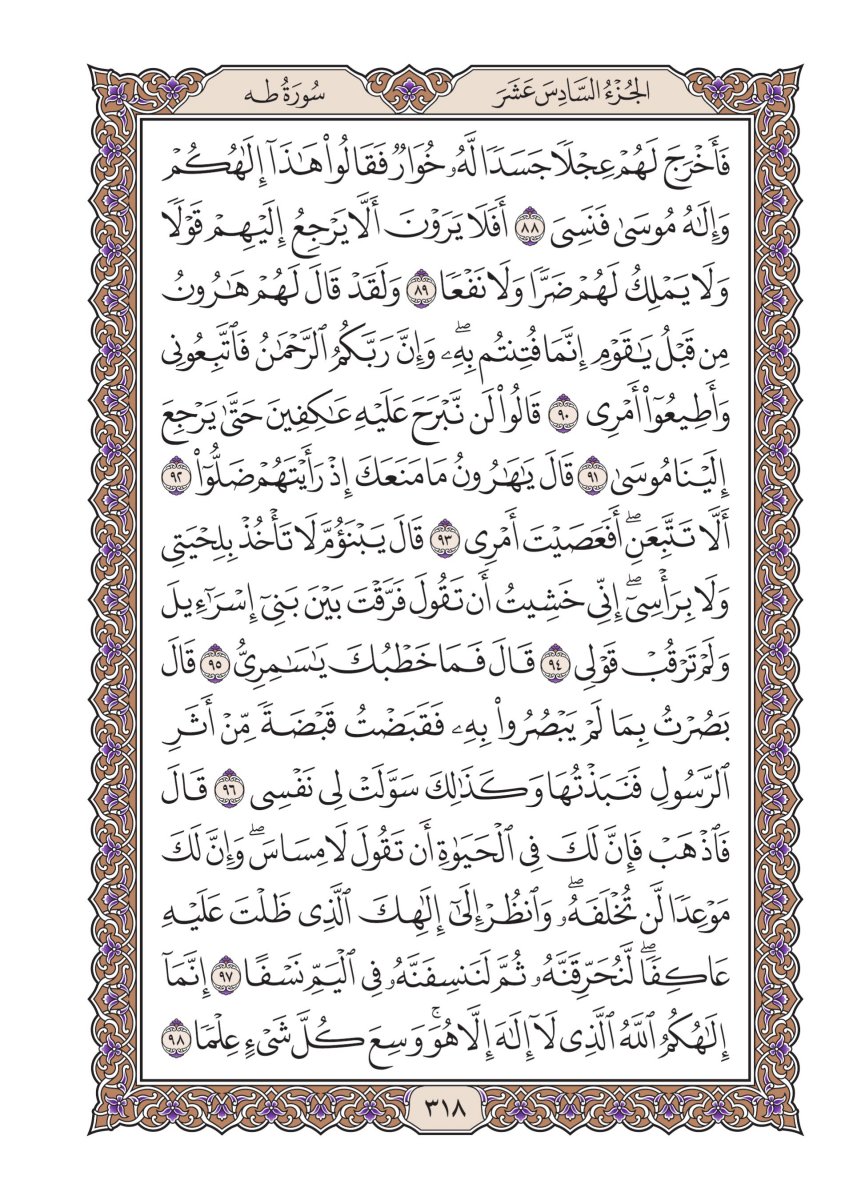 الجُزْءُ السَّادِسَ عَشَرَ
سُورَةُ طه
فَأَخْرَجَ لَهُمْ عِجْلًا جَسَدًا لَّهُۥ خُوَارٌ فَقَالُوا۟ هَـٰذَآ إِلَـٰهُكُمْ
وَإِلَـٰهُ مُوسَىٰ فَنَسِىَ ٨٨ أَفَلَا يَرَوْنَ أَلَّا يَرْجِعُ إِلَيْهِمْ قَوْلًا
وَلَا يَمْلِكُ لَهُمْ ضَرًّا وَلَا نَفْعًا ٨٩ وَلَقَدْ قَالَ لَهُمْ هَـٰرُونُ
مِن قَبْلُ يَـٰقَوْمِ إِنَّمَا فُتِنتُم بِهِۦۖ وَإِنَّ رَبَّكُمُ ٱلرَّحْمَـٰنُ فَٱتَّبِعُونِى
وَأَطِيعُوٓا۟ أَمْرِى ٩٠ قَالُوا۟ لَن نَّبْرَحَ عَلَيْهِ عَـٰكِفِينَ حَتَّىٰ يَرْجِعَ
إِلَيْنَا مُوسَىٰ ٩١ قَالَ يَـٰهَـٰرُونُ مَا مَنَعَكَ إِذْ رَأَيْتَهُمْ ضَلُّوٓا۟ ٩٢
أَلَّا تَتَّبِعَنِۖ أَفَعَصَيْتَ أَمْرِى ٩٣ قَالَ يَبْنَؤُمَّ لَا تَأْخُذْ بِلِحْيَتِى
وَلَا بِرَأْسِىٓۖ إِنِّى خَشِيتُ أَن تَقُولَ فَرَّقْتَ بَيْنَ بَنِىٓ إِسْرَٰٓءِيلَ
وَلَمْ تَرْقُبْ قَوْلِى ٩٤ قَالَ فَمَا خَطْبُكَ يَـٰسَـٰمِرِىُّ ٩٥ قَالَ
بَصُرْتُ بِمَا لَمْ يَبْصُرُوا۟ بِهِۦ فَقَبَضْتُ قَبْضَةً مِّنْ أَثَرِ
ٱلرَّسُولِ فَنَبَذْتُهَا وَكَذَٰلِكَ سَوَّلَتْ لِى نَفْسِى ٩٦ قَالَ
فَٱذْهَبْ فَإِنَّ لَكَ فِى ٱلْحَيَوٰةِ أَن تَقُولَ لَا مِسَاسَۖ وَإِنَّ لَكَ
مَوْعِدًا لَّن تُخْلَفَهُۥۖ وَٱنظُرْ إِلَىٰٓ إِلَـٰهِكَ ٱلَّذِى ظَلْتَ عَلَيْهِ
عَاكِفًاۖ لَّنُحَرِّقَنَّهُۥ ثُمَّ لَنَنسِفَنَّهُۥ فِى ٱلْيَمِّ نَسْفًا ٩٧ إِنَّمَآ
إِلَـٰهُكُمُ ٱللَّهُ ٱلَّذِى لَآ إِلَـٰهَ إِلَّا هُوَۚ وَسِعَ كُلَّ شَىْءٍ عِلْمًا ٩٨
٣١٨